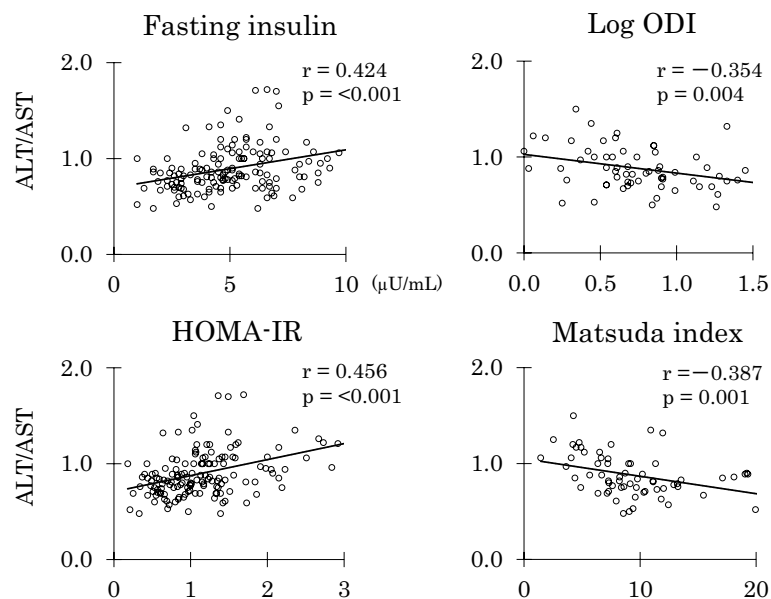 Fasting insulin
r = 0.424
p = <0.001
ALT/AST
2.0
1.0
0.0
0
5
10
(μU/mL)
Log ODI
r = −0.354
p = 0.004
2.0
1.0
0.0
0.0
0.5
1.0
1.5
HOMA-IR
r = 0.456
p = <0.001
ALT/AST
2.0
1.0
0.0
0
1
2
3
Matsuda index
r =−0.387
p = 0.001
2.0
1.0
0.0
0
10
20